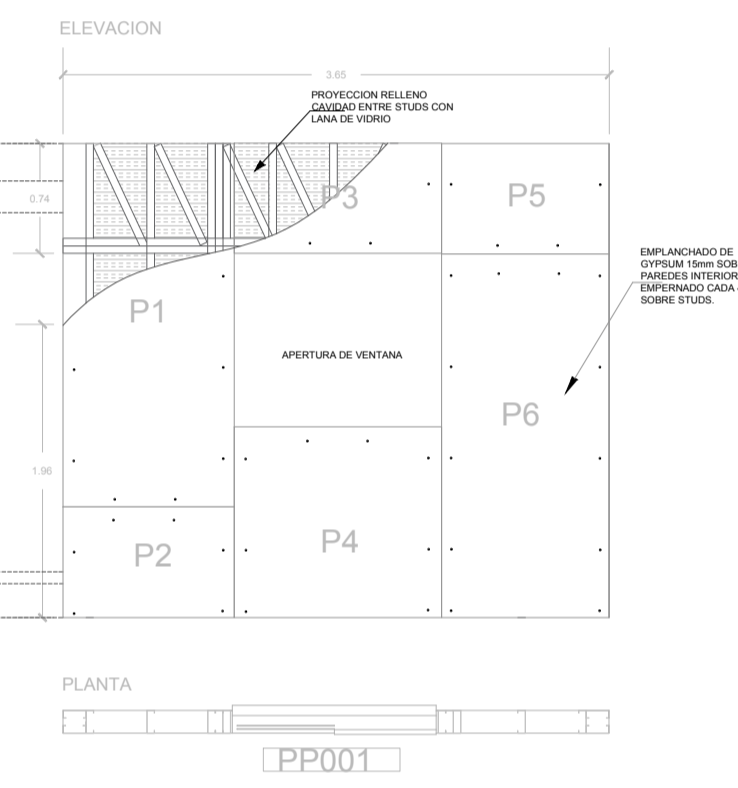 ELEVACION
3.65
PROYECCION RELLENO
CAVIDAD ENTRE STUDS CON
LANA DE VIDRIO
0.74
P3
P5
EMPLANCHADO DE
GYPSUM 15mm SOB
PAREDES INTERIOR
EMPERNADO CADA
SOBRE STUDS.
P1
APERTURA DE VENTANA
P6
1.96
P2
P4
PLANTA
PP001